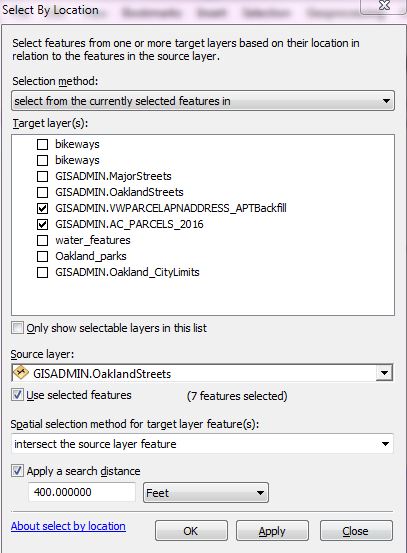 Select By Location
Select features from one or more target layers based on their location in
relation to the features in the source layer.
Selection method:
select from the currently selected features in
Target layer(s):
bikeways
bikeways
GISADMIN.MajorStreets
GISADMIN.OaklandStreets
GISADMIN.VWPARCELAPNADDRESS_APTBackfill
GISADMIN.AC_PARCELS_2016
water_features
Oakland_parks
GISADMIN.Oakland_CityLimits
Only show selectable layers in this list
Source layer:
GISADMIN.OaklandStreets
Use selected features (7 features selected)
Spatial selection method for target layer feature(s):
intersect the source layer feature
Apply a search distance
400.000000 Feet
About select by location OK Apply Close